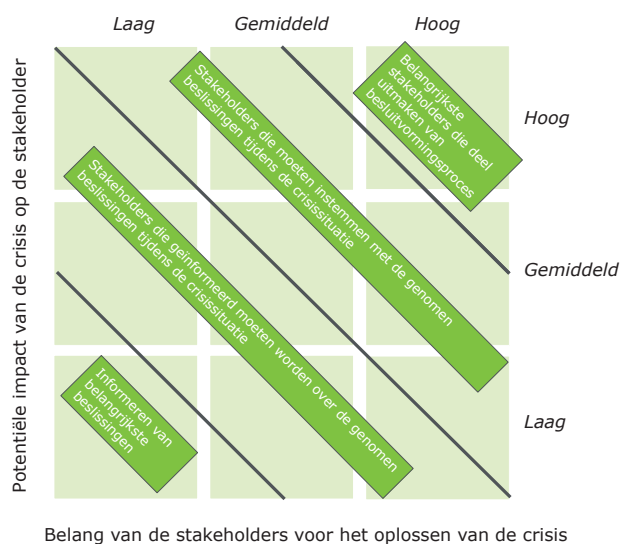 Laag
Gemiddeld
Hoog
Potentiële impact van de crisis op de stakeholder
Belangrijkste
stakeholders die deel
uitmaken van
besluitvormingsproces
Hoog
Stakeholders die moeten instemmen met de genomen
beslissingen tijdens de crisissituatie
Gemiddeld
Stakeholders die geïnformeerd moeten worden over de genomen
beslissingen tijdens de crisissituatie
Laag
Informeren van
belangrijkste
beslissingen
Belang van de stakeholders voor het oplossen van de crisis